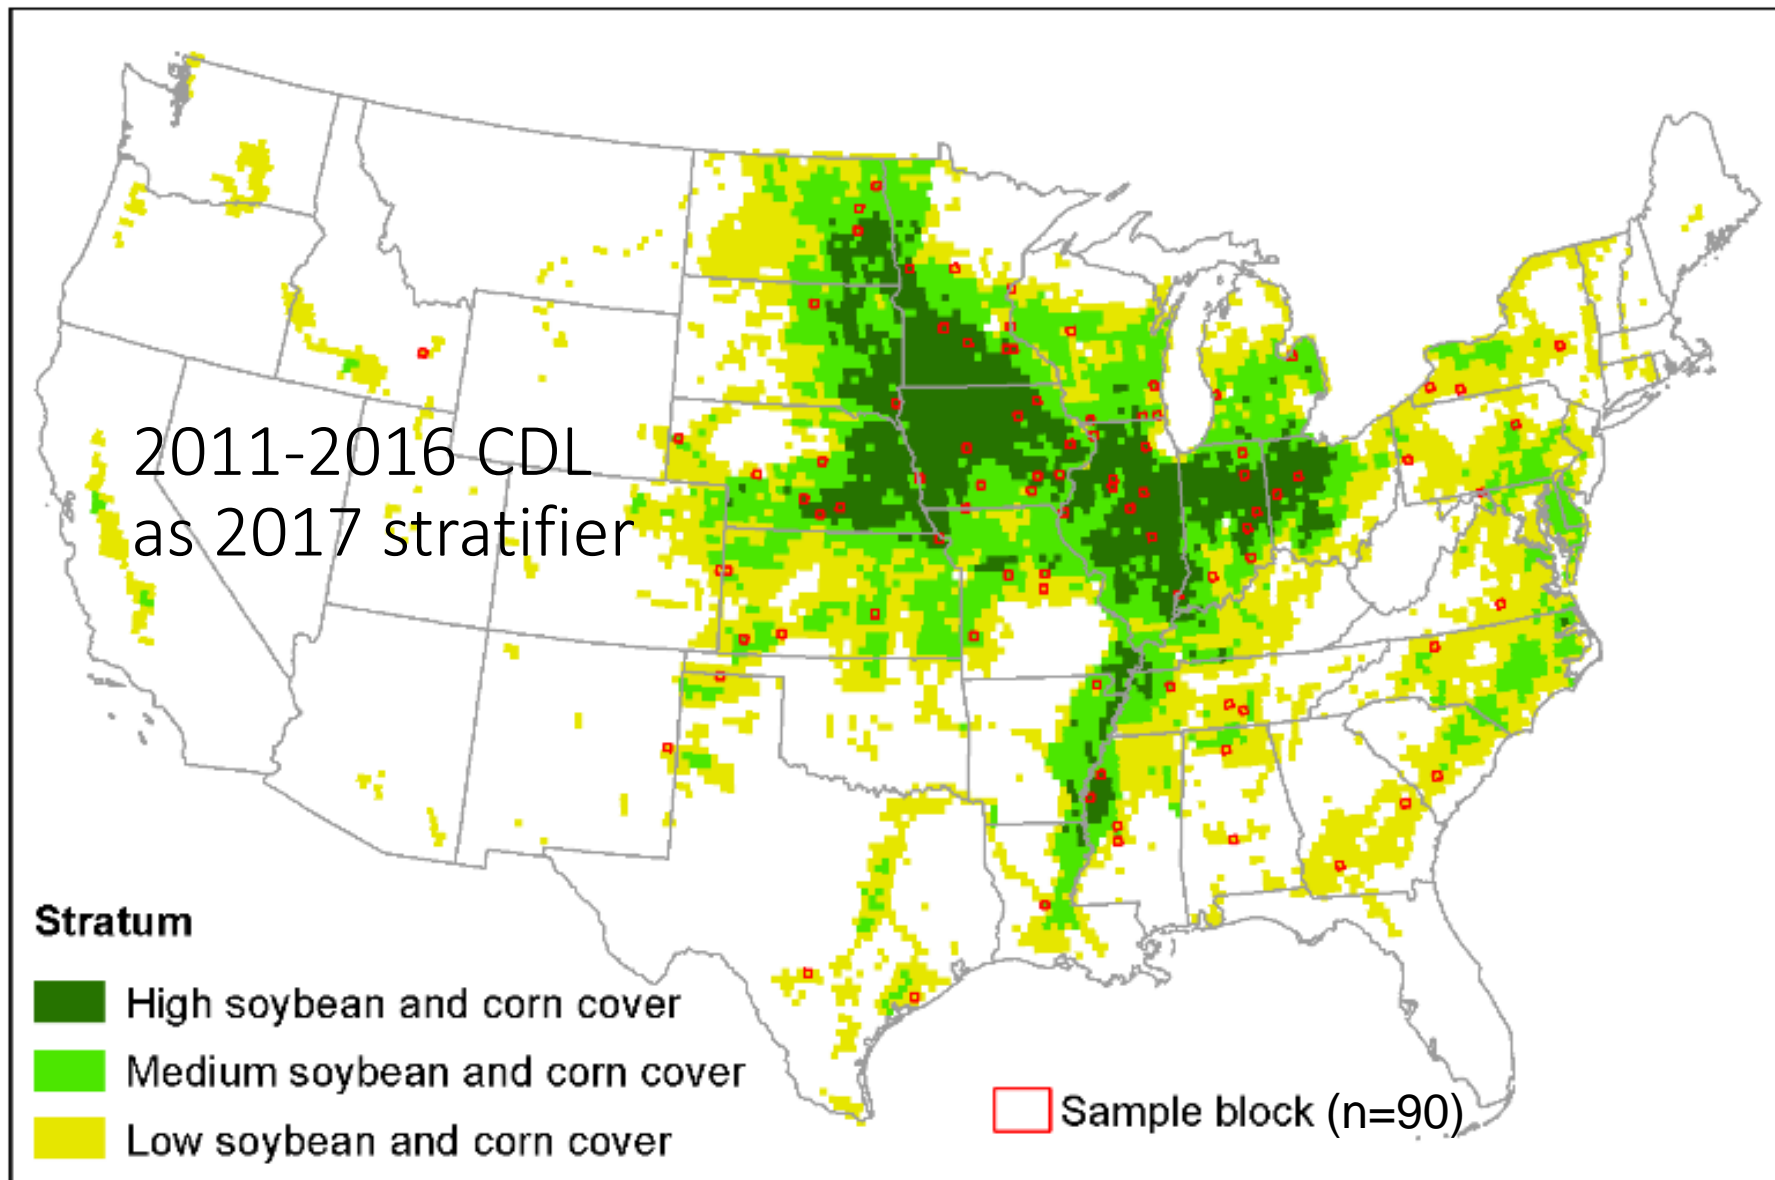 2011-2016 CDL
as 2017 stratifier
Stratum
High soybean and corn cover
Medium soybean and corn cover
Low soybean and corn cover
Sample block (n=90)